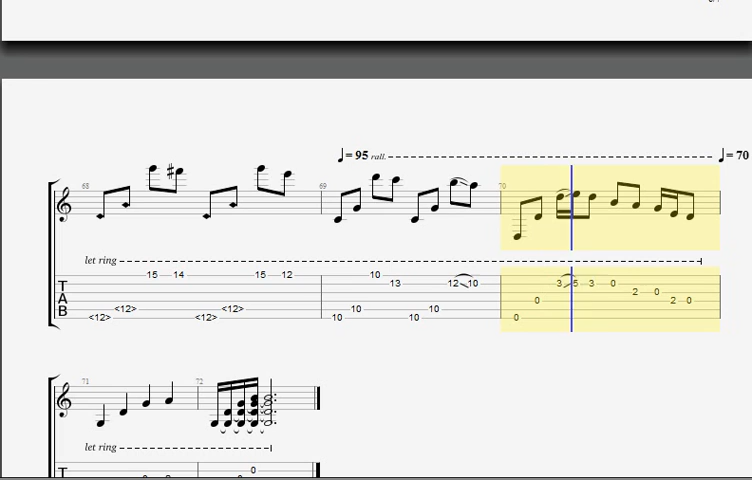 = 95 rall.
= 70
68
69
70
let ring
15 14 15 12 10 10
13 12 3 5 3 0
2 0
<12> <12> 10 10 0 2 0
<12> <12> 10 10 0
T
A
B
71
72
let ring
0
T